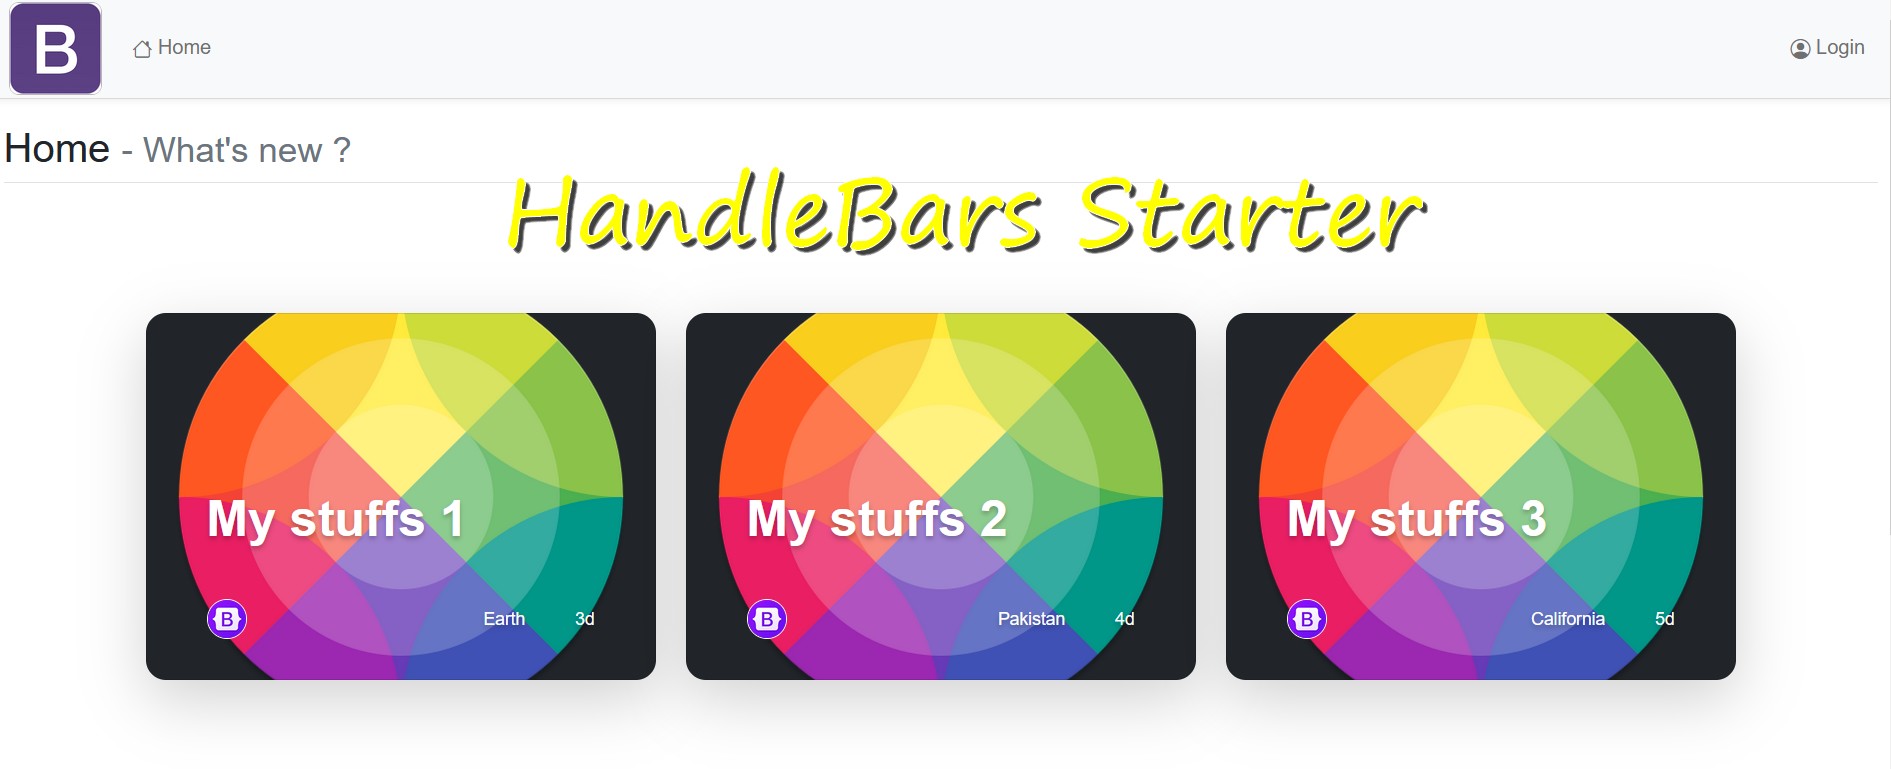 B Home Login
Home - What's new ?
HandleBars Starter
My stuffs 1
B Earth 3d
My stuffs 2
B Pakistan 4d
My stuffs 3
B California 5d